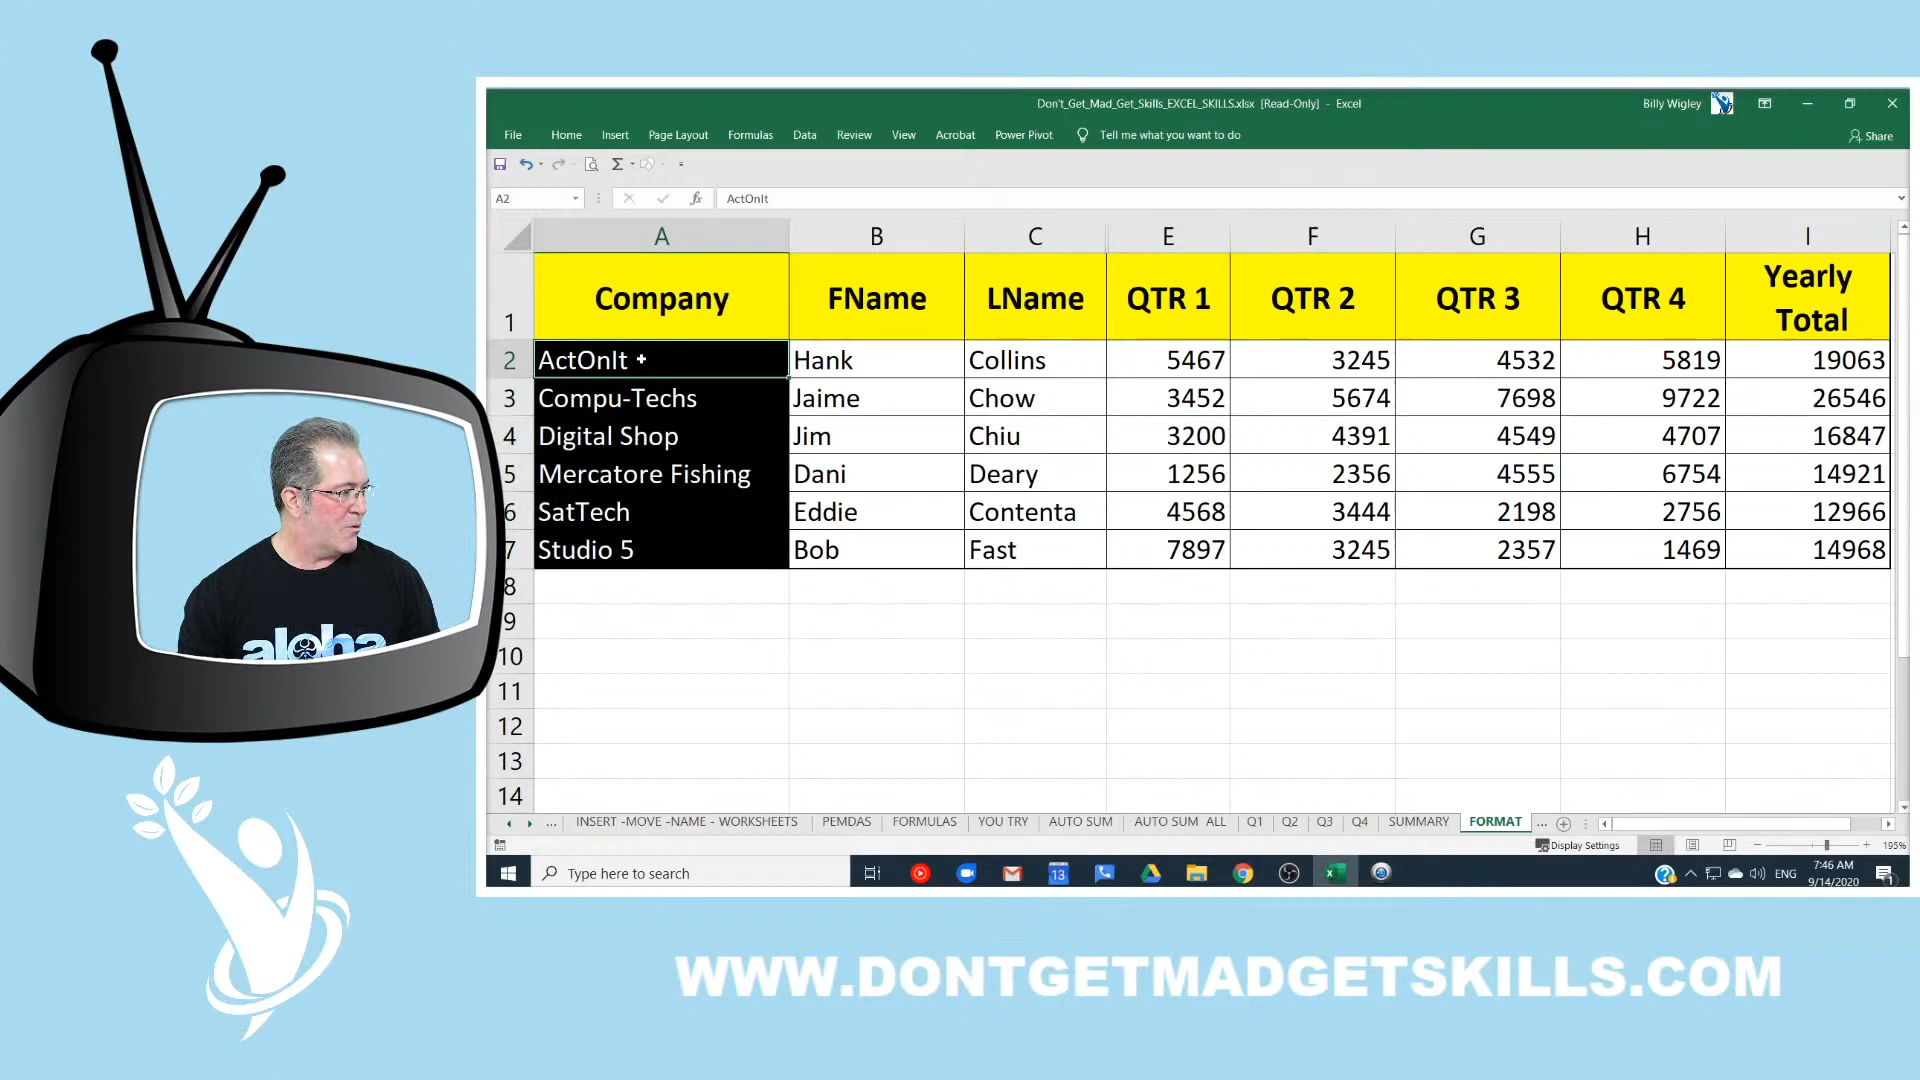 Don't_Get_Mad_Get_Skills_EXCEL_SKILLS.xlsx [Read-Only] - Excel
Billy Wigley
File Home Insert Page Layout Formulas Data Review View Acrobat Power Pivot Tell me what you want to do Share
A2 fx ActOnIt
A B C E F G H I
1 Company FName LName QTR 1 QTR 2 QTR 3 QTR 4 Yearly Total
2 ActOnIt Hank Collins 5467 3245 4532 5819 19063
3 Compu-Techs Jaime Chow 3452 5674 7698 9722 26546
4 Digital Shop Jim Chiu 3200 4391 4549 4707 16847
5 Mercatore Fishing Dani Deary 1256 2356 4555 6754 14921
6 SatTech Eddie Contenta 4568 3444 2198 2756 12966
7 Studio 5 Bob Fast 7897 3245 2357 1469 14968
8
9
10
11
12
13
14
... INSERT -MOVE -NAME - WORKSHEETS PEMDAS FORMULAS YOU TRY AUTO SUM AUTO SUM ALL Q1 Q2 Q3 Q4 SUMMARY FORMAT ...
Display Settings 195%
Type here to search 13 ENG 7:46 AM
9/14/2020 1
aloha
WWW.DONTGETMADGETSKILLS.COM